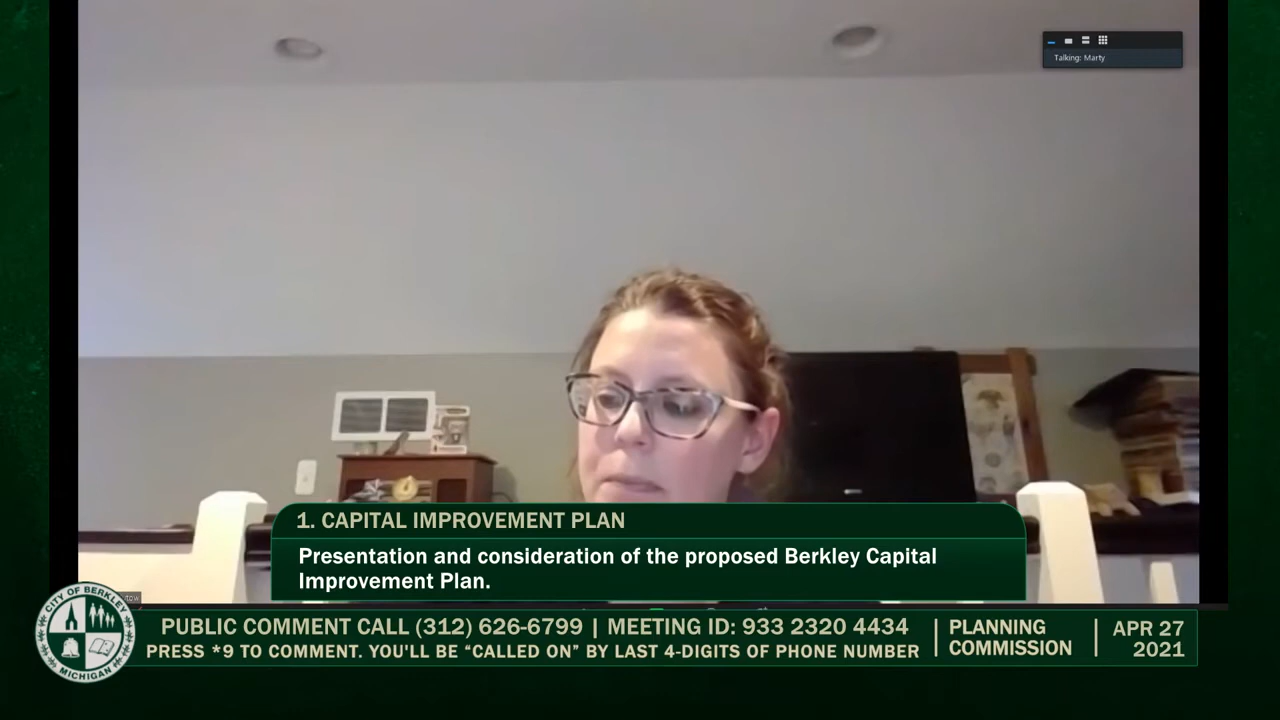 Talking: Marty
1. CAPITAL IMPROVEMENT PLAN
Presentation and consideration of the proposed Berkley Capital
Improvement Plan.
CITY OF BERKLEY
MICHIGAN
PUBLIC COMMENT CALL (312) 626-6799 | MEETING ID: 933 2320 4434
PRESS *9 TO COMMENT. YOU'LL BE “CALLED ON” BY LAST 4-DIGITS OF PHONE NUMBER
PLANNING
COMMISSION
APR 27
2021